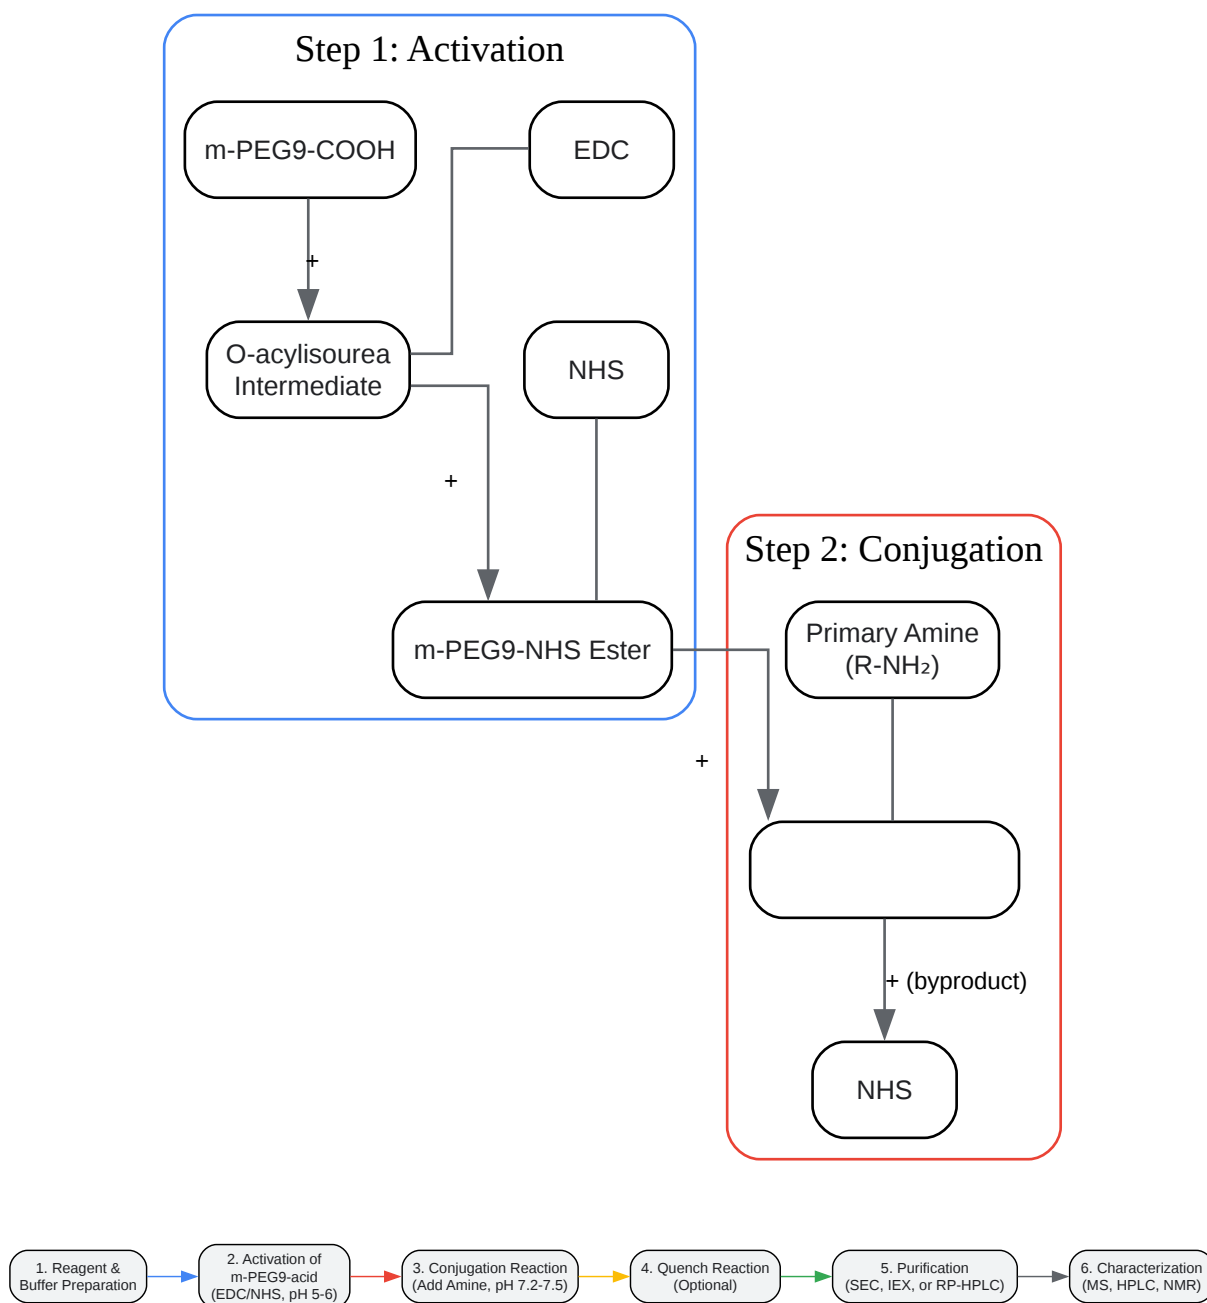 Step 1: Activation
m-PEG9-COOH
EDC
+
O-acylisourea
Intermediate
NHS
+
m-PEG9-NHS Ester
Step 2: Conjugation
Primary Amine
(R-NH₂)
+
+ (byproduct)
NHS
1. Reagent &
Buffer Preparation
2. Activation of
m-PEG9-acid
(EDC/NHS, pH 5-6)
3. Conjugation Reaction
(Add Amine, pH 7.2-7.5)
4. Quench Reaction
(Optional)
5. Purification
(SEC, IEX, or RP-HPLC)
6. Characterization
(MS, HPLC, NMR)